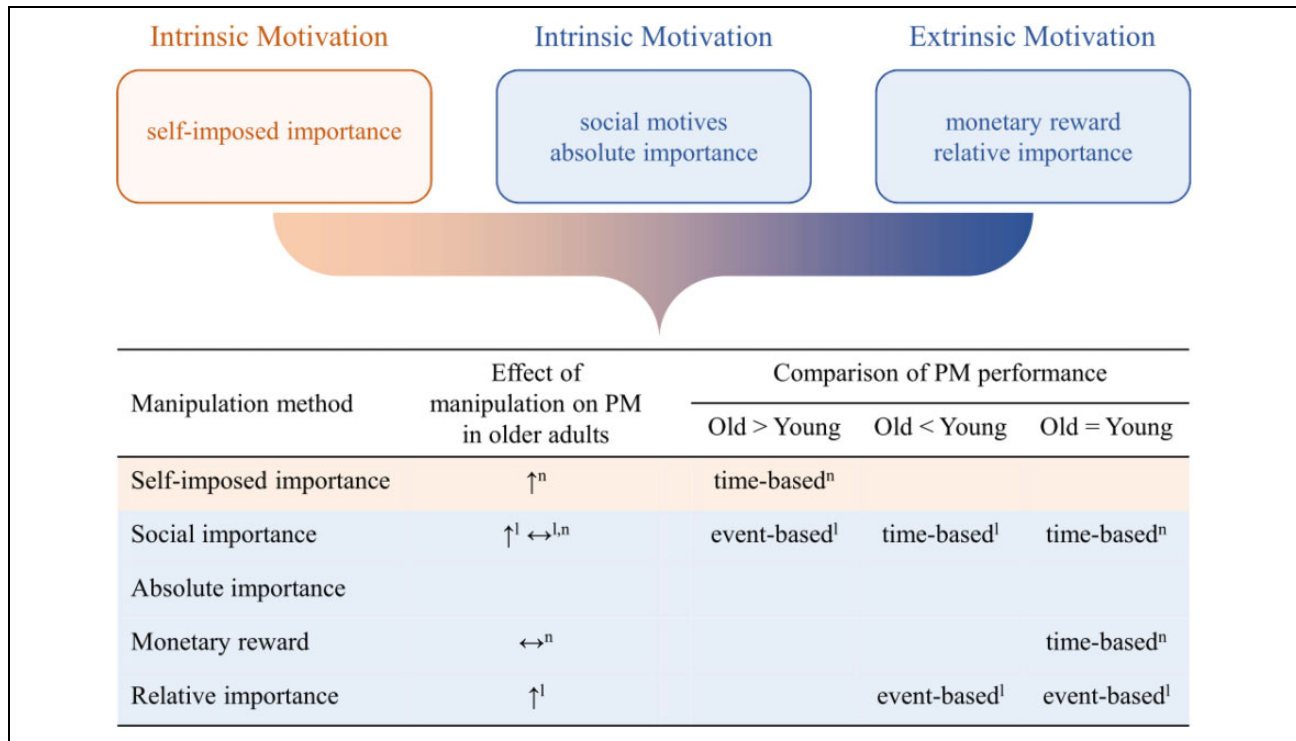 Intrinsic Motivation
Intrinsic Motivation
Extrinsic Motivation
self-imposed importance
social motives
absolute importance
monetary reward
relative importance
Manipulation method
Effect of
manipulation on PM
in older adults
Comparison of PM performance
Old > Young
Old < Young
Old = Young
Self-imposed importance ↑ⁿ time-basedⁿ
Social importance ↑ˡ ↔ˡ,ⁿ event-basedˡ time-basedˡ time-basedⁿ
Absolute importance
Monetary reward ↔ⁿ time-basedⁿ
Relative importance ↑ˡ event-basedˡ event-basedˡ